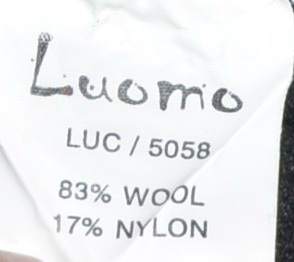 Luomo
LUC / 5058
83% WOOL
17% NYLON